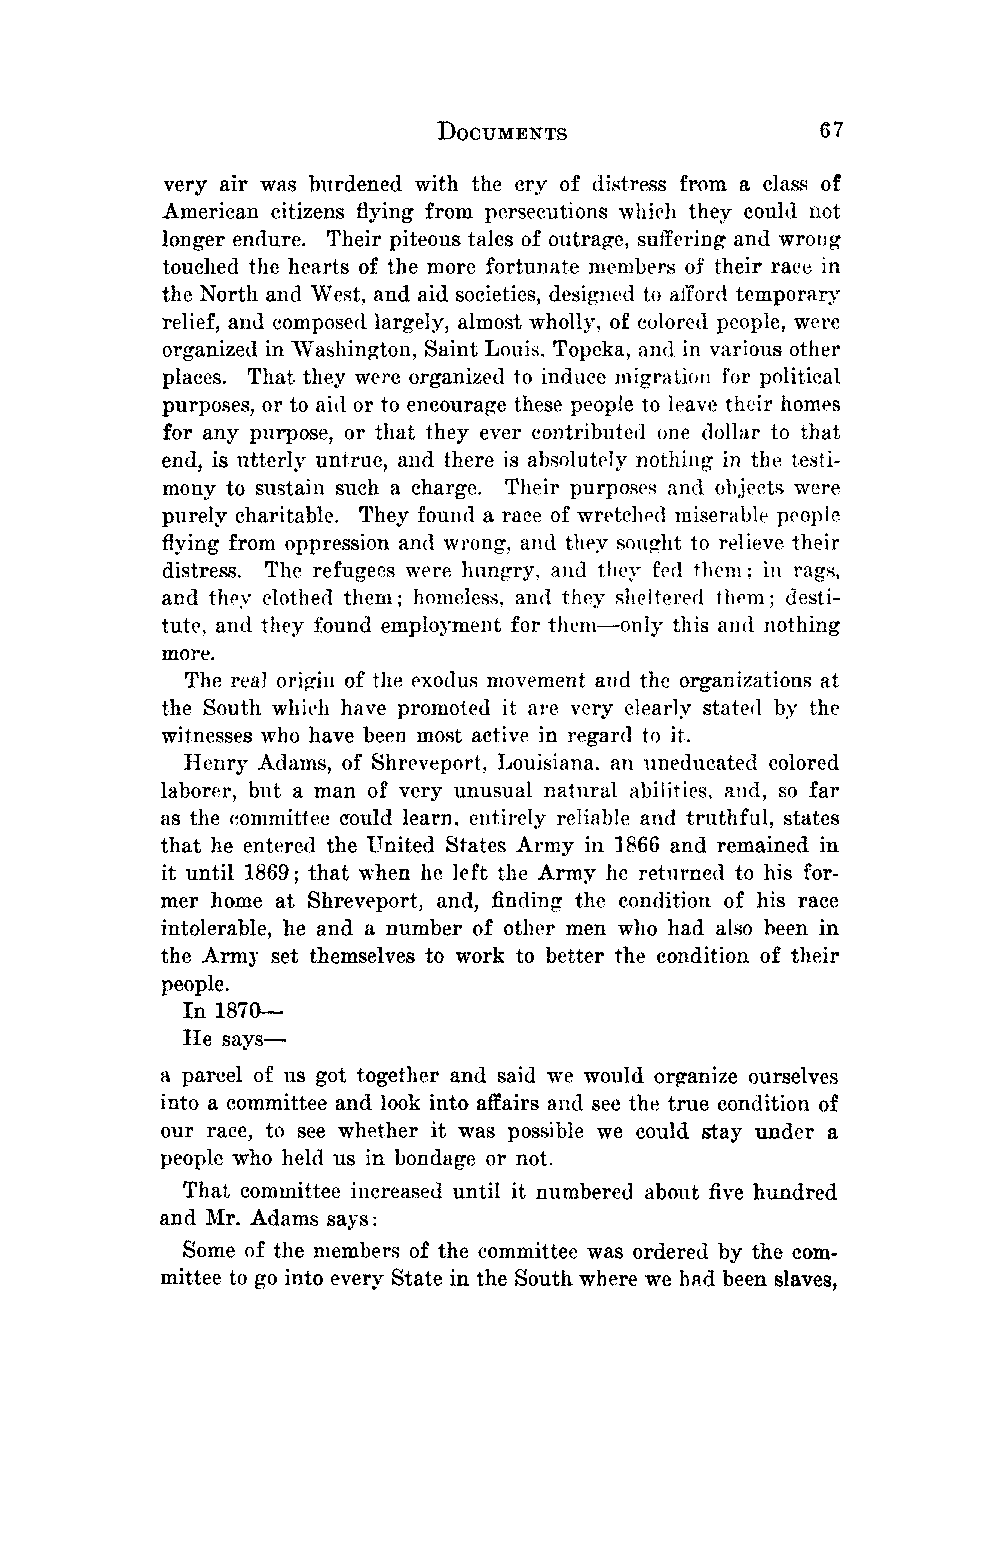 DOCUMENTS 67
very air was burdened with the cry of distress from a class of
American citizens flying from persecutions which they could not
longer endure. Their piteous tales of outrage, suffering and wrong
touched the hearts of the more fortunate members of their race in
the North and West, and aid societies, designed to afford temporary
relief, and composed largely, almost wholly, of colored people, were
organized in Washington, Saint Louis, Topeka, and in various other
places. That they were organized to induce migration for political
purposes, or to aid or to encourage these people to leave their homes
for any purpose, or that they ever contributed one dollar to that
end, is utterly untrue, and there is absolutely nothing in the testi-
mony to sustain such a charge. Their purposes and objects were
purely charitable. They found a race of wretched miserable people
flying from oppression and wrong, and they sought to relieve their
distress. The refugees were hungry, and they fed them; in rags,
and they clothed them; homeless, and they sheltered them; desti-
tute, and they found employment for them—only this and nothing
more.
The real origin of the exodus movement and the organizations at
the South which have promoted it are very clearly stated by the
witnesses who have been most active in regard to it.
Henry Adams, of Shreveport, Louisiana, an uneducated colored
laborer, but a man of very unusual natural abilities, and, so far
as the committee could learn, entirely reliable and truthful, states
that he entered the United States Army in 1866 and remained in
it until 1869; that when he left the Army he returned to his for-
mer home at Shreveport, and, finding the condition of his race
intolerable, he and a number of other men who had also been in
the Army set themselves to work to better the condition of their
people.
In 1870—
He says—
a parcel of us got together and said we would organize ourselves
into a committee and look into affairs and see the true condition of
our race, to see whether it was possible we could stay under a
people who held us in bondage or not.
That committee increased until it numbered about five hundred
and Mr. Adams says:
Some of the members of the committee was ordered by the com-
mittee to go into every State in the South where we had been slaves,